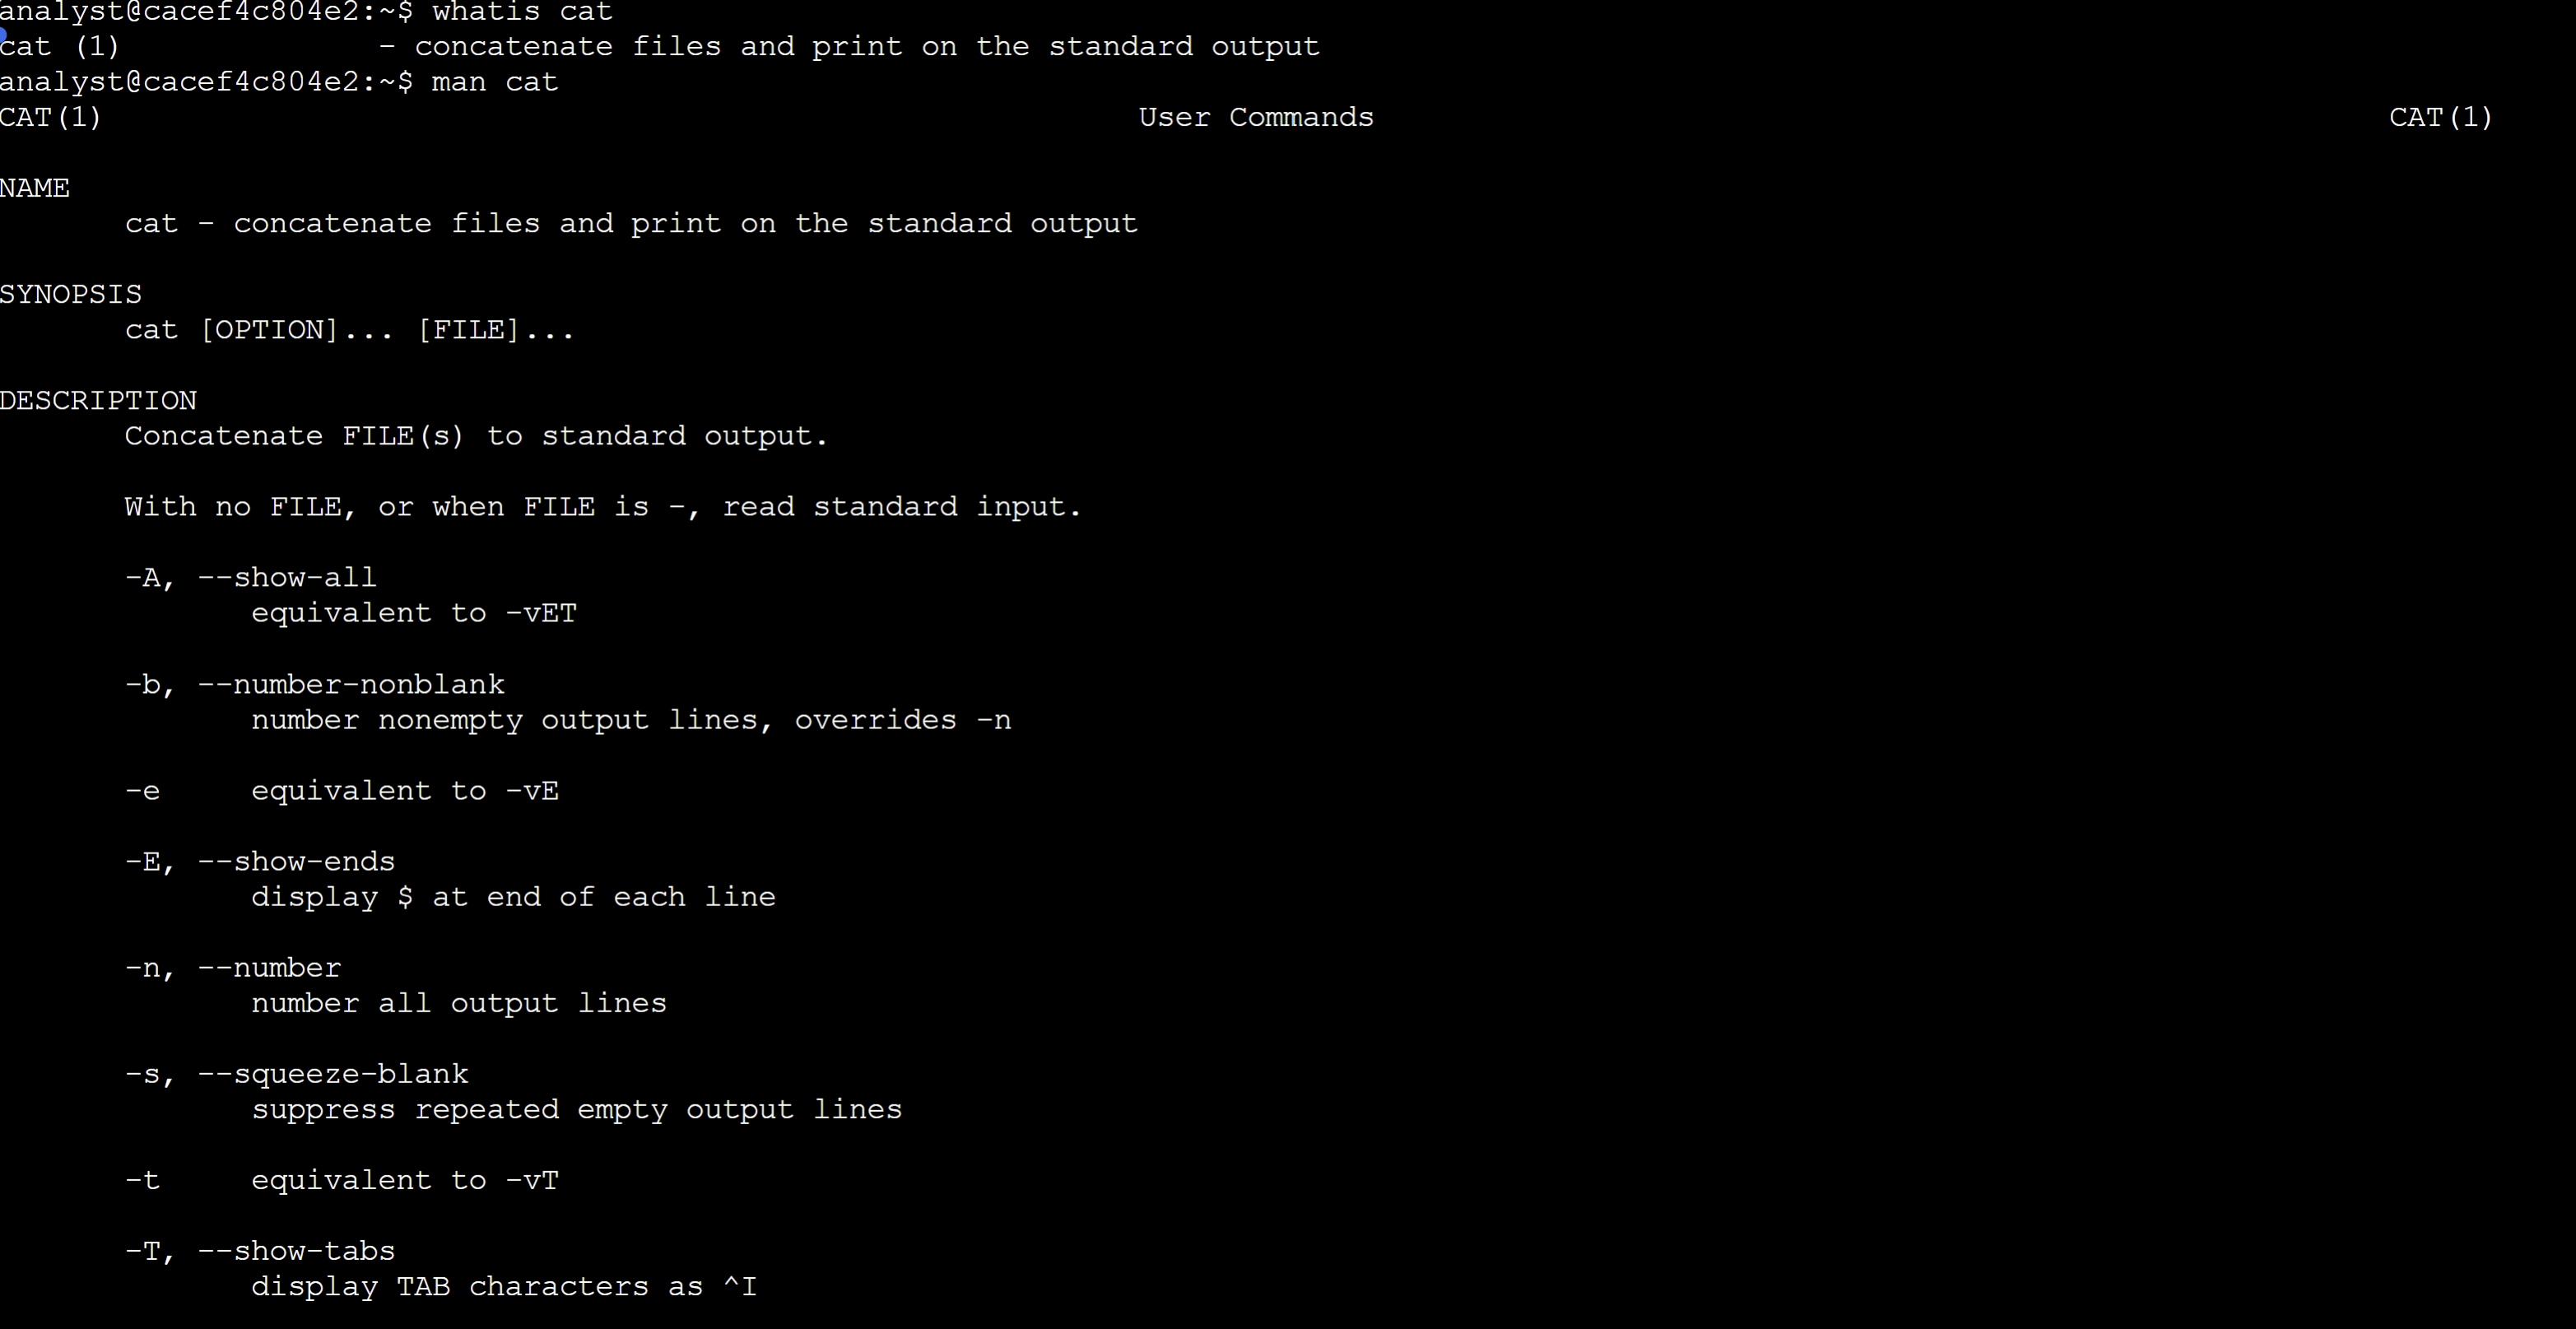 analyst@cacef4c804e2:~$ whatis cat
cat (1)              - concatenate files and print on the standard output
analyst@cacef4c804e2:~$ man cat
CAT(1)                                                         User Commands                                                        CAT(1)

NAME
       cat - concatenate files and print on the standard output

SYNOPSIS
       cat [OPTION]... [FILE]...

DESCRIPTION
       Concatenate FILE(s) to standard output.

       With no FILE, or when FILE is -, read standard input.

       -A, --show-all
              equivalent to -vET

       -b, --number-nonblank
              number nonempty output lines, overrides -n

       -e     equivalent to -vE

       -E, --show-ends
              display $ at end of each line

       -n, --number
              number all output lines

       -s, --squeeze-blank
              suppress repeated empty output lines

       -t     equivalent to -vT

       -T, --show-tabs
              display TAB characters as ^I